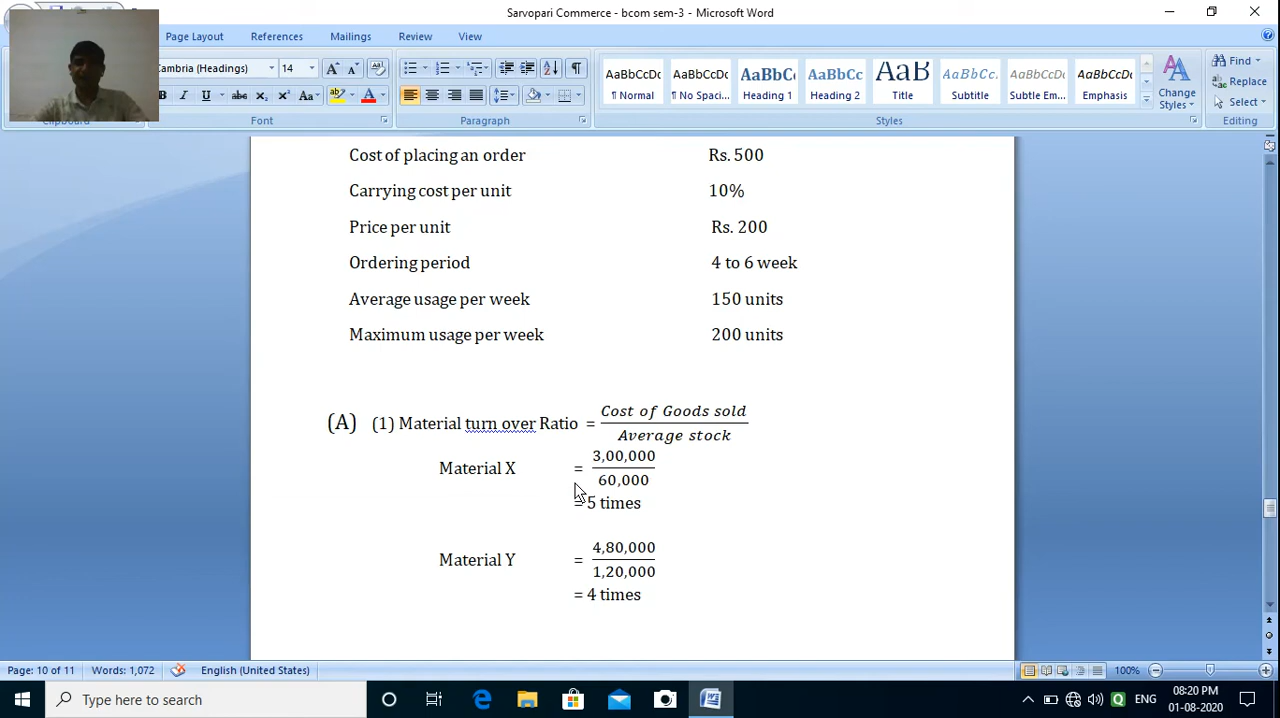 Sarvopari Commerce - bcom sem-3 - Microsoft Word
Page Layout References Mailings Review View
Cambria (Headings) 14
AaBbCcDc AaBbCcDc AaBbC AaBbCc AaB AaBbCc. AaBbCcDc AaBbCcDc
¶ Normal ¶ No Spaci... Heading 1 Heading 2 Title Subtitle Subtle Em... Emphasis
Change Styles
Find
Replace
Select
Font Paragraph Styles Editing
Cost of placing an order Rs. 500
Carrying cost per unit 10%
Price per unit Rs. 200
Ordering period 4 to 6 week
Average usage per week 150 units
Maximum usage per week 200 units
(A) (1) Material turn over Ratio = Cost of Goods sold
Average stock
Material X = 3,00,000
60,000
= 5 times
Material Y = 4,80,000
1,20,000
= 4 times
Page: 10 of 11 Words: 1,072 English (United States) 100%
Type here to search
ENG
08:20 PM
01-08-2020